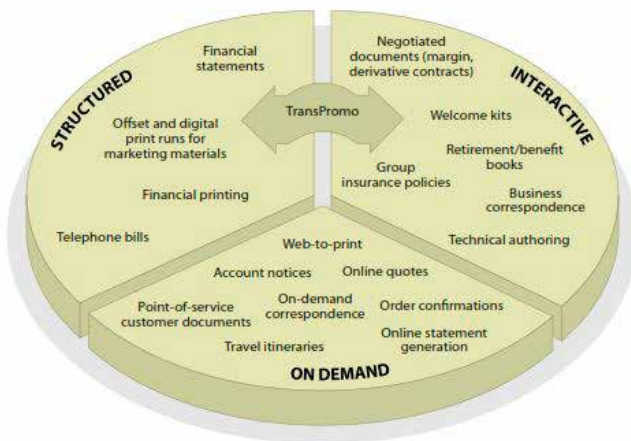 STRUCTURED
Financial
statements
TransPromo
Offset and digital
print runs for
marketing materials
Financial printing
Telephone bills
INTERACTIVE
Negotiated
documents (margin,
derivative contracts)
Welcome kits
Retirement/benefit
books
Group
insurance policies
Business
correspondence
Technical authoring
Web-to-print
Account notices
Online quotes
Point-of-service
customer documents
On-demand
correspondence
Order confirmations
Travel itineraries
Online statement
generation
ON DEMAND